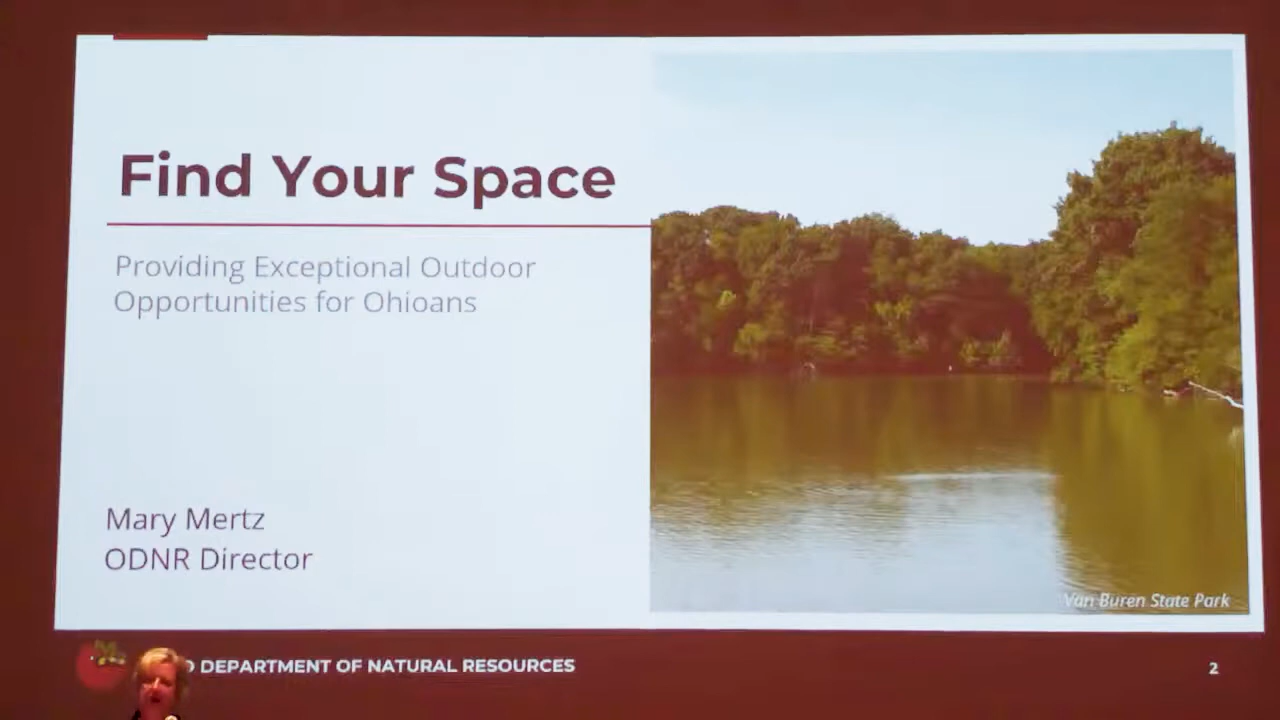 Find Your Space
Providing Exceptional Outdoor
Opportunities for Ohioans
Mary Mertz
ODNR Director
Van Buren State Park
DEPARTMENT OF NATURAL RESOURCES
2